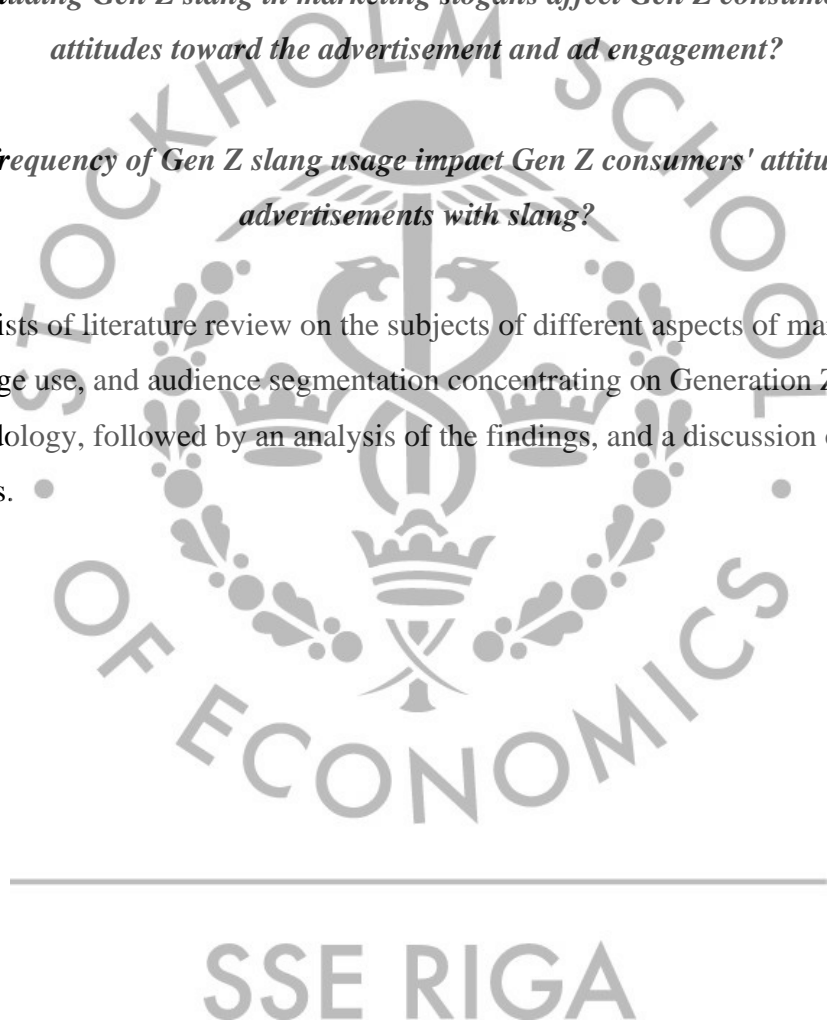 uding Gen Z slang in marketing slogans affect Gen Z consume
attitudes toward the advertisement and ad engagement?
requency of Gen Z slang usage impact Gen Z consumers' attitu
advertisements with slang?
ists of literature review on the subjects of different aspects of ma
ge use, and audience segmentation concentrating on Generation Z
dology, followed by an analysis of the findings, and a discussion
s.
STOCKHOLM SCHOOL
OF ECONOMICS
SSE RIGA